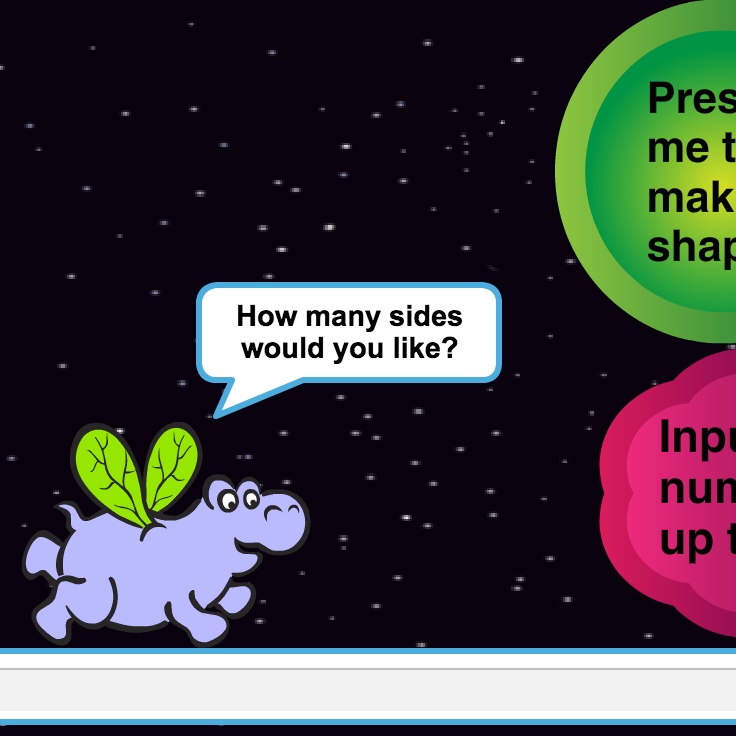 Pres
me t
mak
shap
How many sides
would you like?
Inpu
num
up t